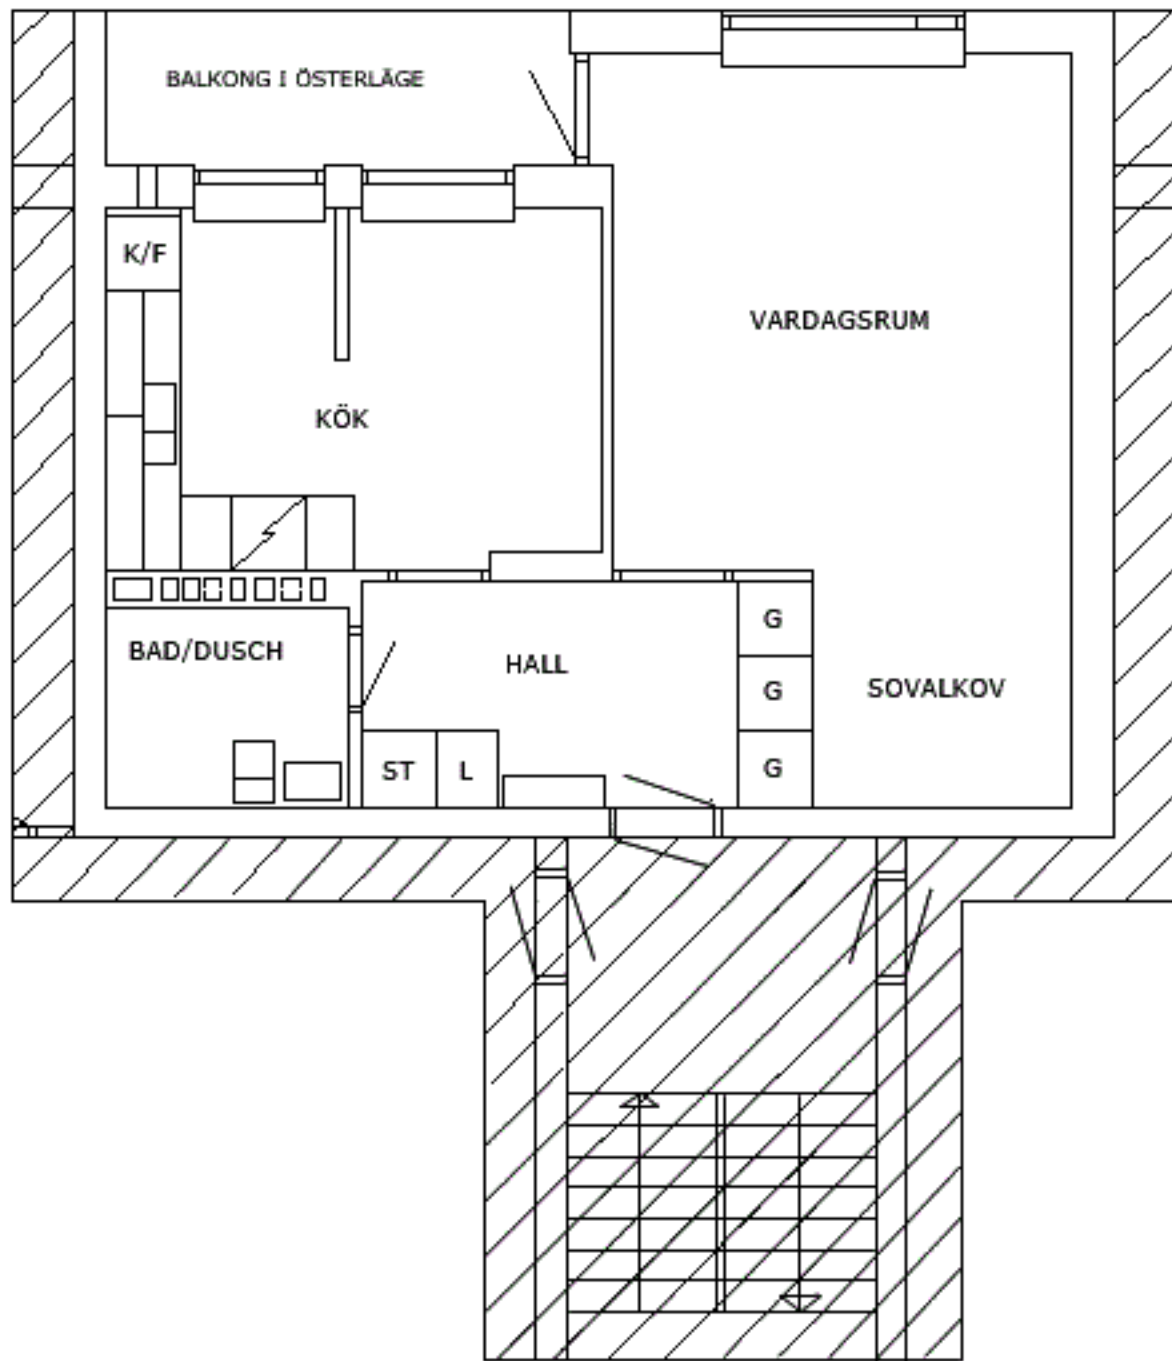 BALKONG I ÖSTERLÄGE
K/F
VARDAGSRUM
KÖK
G
BAD/DUSCH
HALL
G
SOVALKOV
ST
L
G